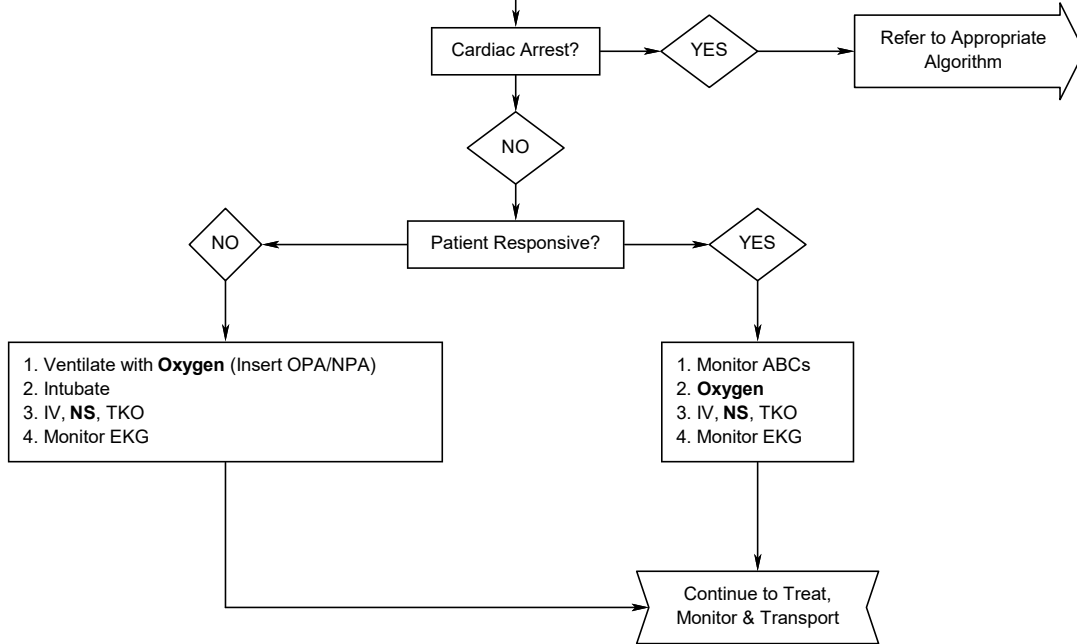 Cardiac Arrest?
YES
Refer to Appropriate
Algorithm
NO
NO
Patient Responsive?
YES
1. Ventilate with Oxygen (Insert OPA/NPA)
2. Intubate
3. IV, NS, TKO
4. Monitor EKG
1. Monitor ABCs
2. Oxygen
3. IV, NS, TKO
4. Monitor EKG
Continue to Treat,
Monitor & Transport